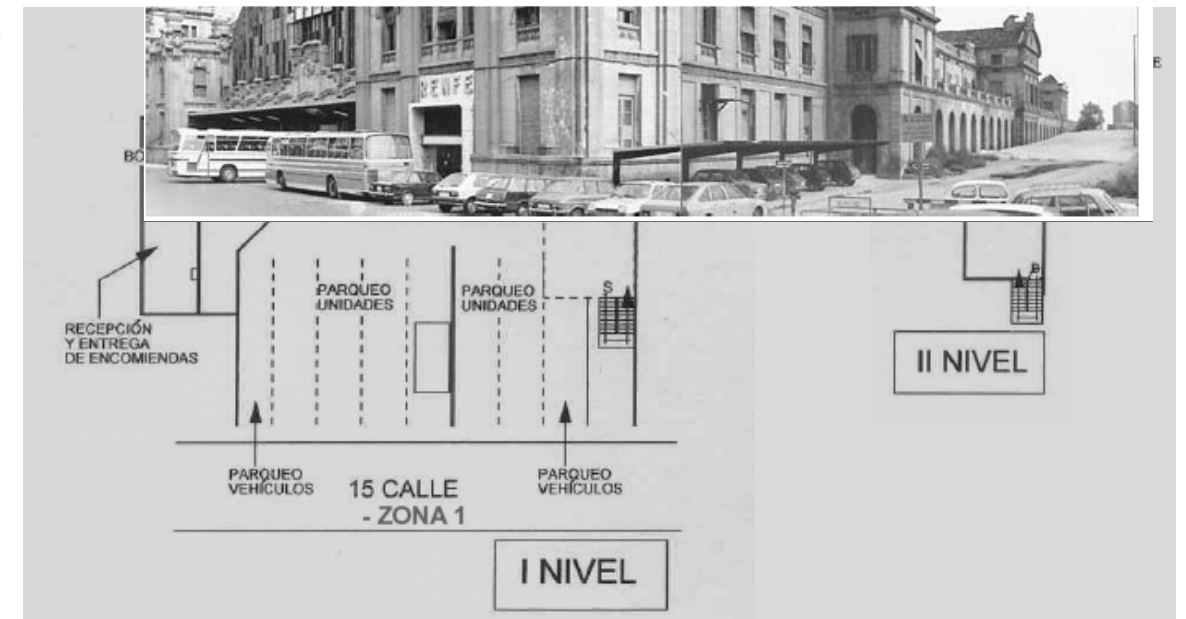 RENFE
E
BO
S
B
PARQUEO
UNIDADES
PARQUEO
UNIDADES
RECEPCIÓN
Y ENTREGA
DE ENCOMIENDAS
II NIVEL
PARQUEO
VEHÍCULOS
15 CALLE
- ZONA 1
PARQUEO
VEHÍCULOS
I NIVEL